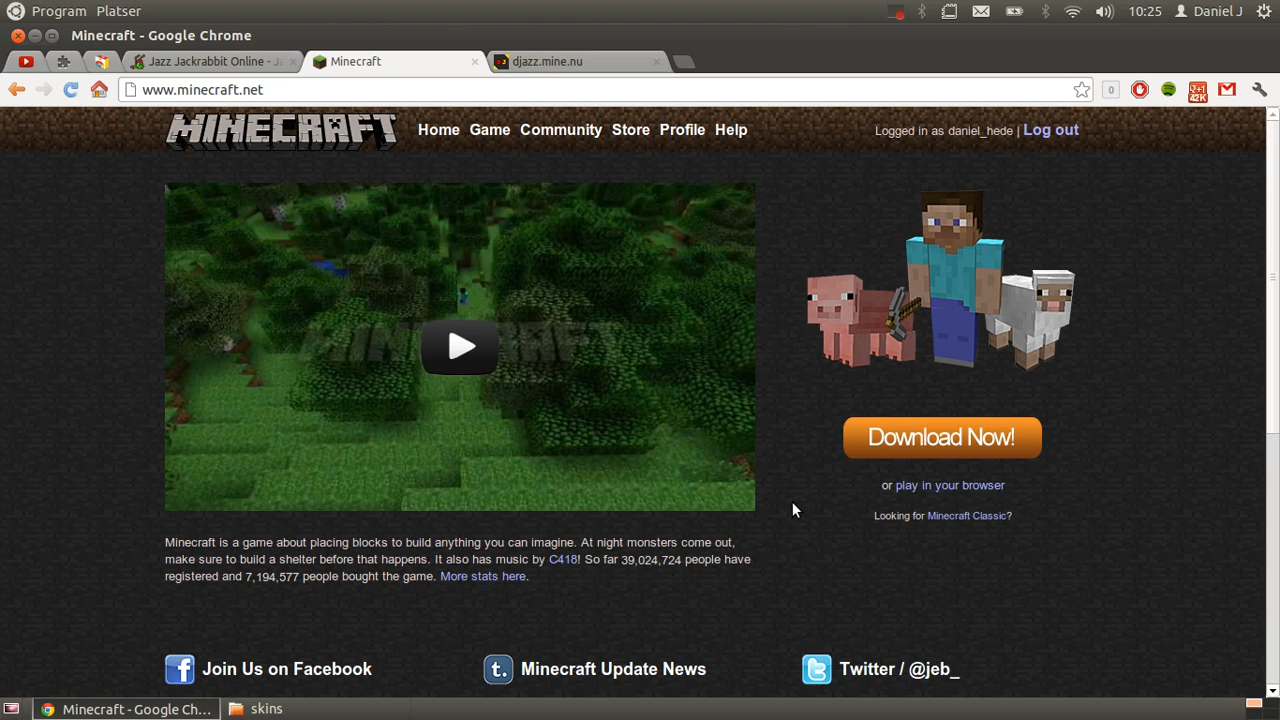 Program Platser
10:25 Daniel J
Minecraft - Google Chrome
Jazz Jackrabbit Online - Ja
Minecraft
djazz.mine.nu
www.minecraft.net
0
+1
42K
MINECRAFT
Home Game Community Store Profile Help
Logged in as daniel_hede | Log out
MINECRAFT
Download Now!
or play in your browser
Looking for Minecraft Classic?
Minecraft is a game about placing blocks to build anything you can imagine. At night monsters come out,
make sure to build a shelter before that happens. It also has music by C418! So far 39,024,724 people have
registered and 7,194,577 people bought the game. More stats here.
f Join Us on Facebook
t. Minecraft Update News
t Twitter / @jeb_
Minecraft - Google Ch...
skins